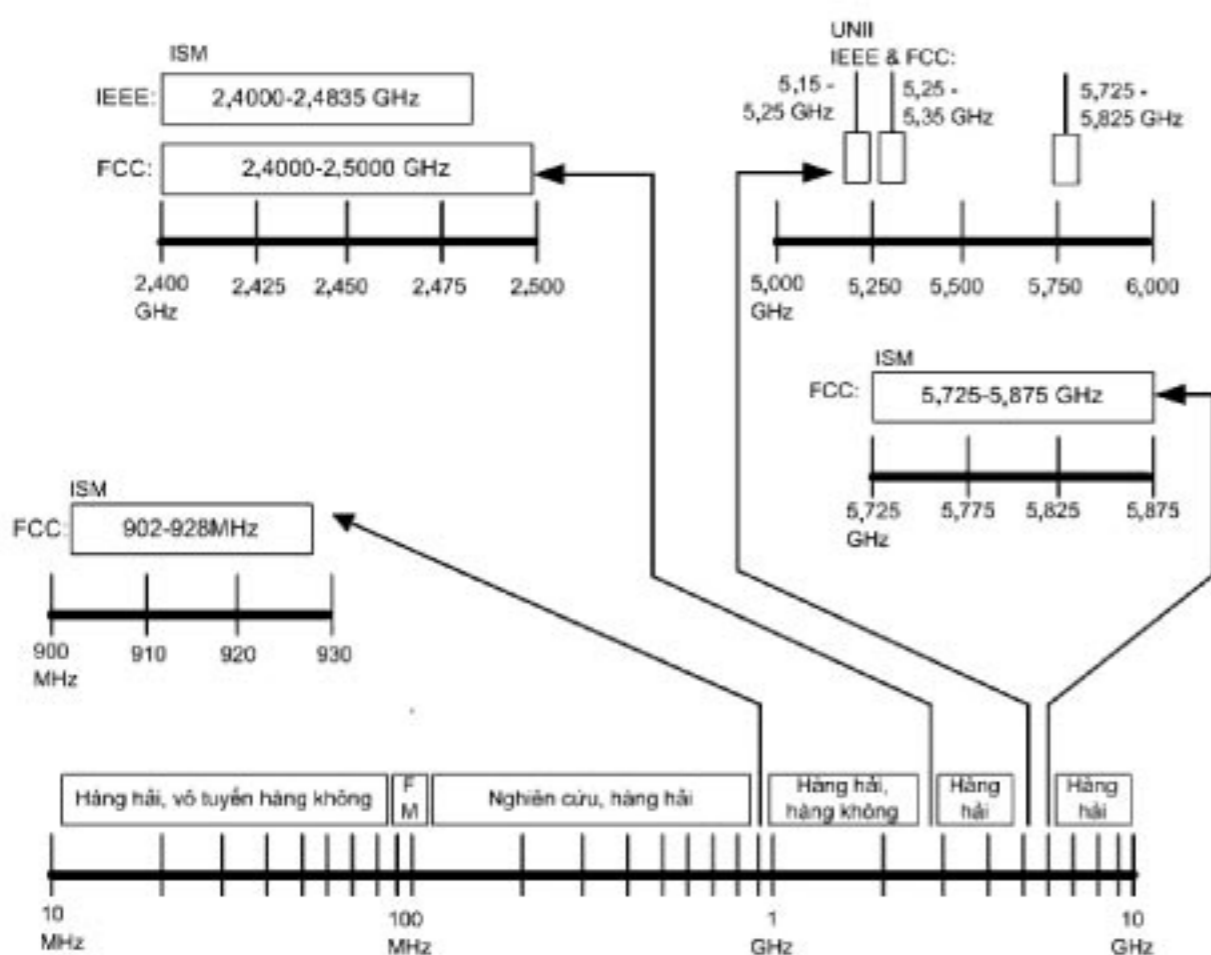 ISM
IEEE: 2,4000-2,4835 GHz
FCC: 2,4000-2,5000 GHz
2,400 2,425 2,450 2,475 2,500
GHz
UNII
IEEE & FCC:
5,15 -
5,25 GHz
5,25 -
5,35 GHz
5,725 -
5,825 GHz
5,000 5,250 5,500 5,750 6,000
GHz
ISM
FCC: 5,725-5,875 GHz
5,725 5,775 5,825 5,875
GHz
ISM
FCC: 902-928MHz
900 910 920 930
MHz
Hàng hải, vô tuyến hàng không
F
M
Nghiên cứu, hàng hải
Hàng hải,
hàng không
Hàng
hải
Hàng
hải
10 100 1 10
MHz MHz GHz GHz